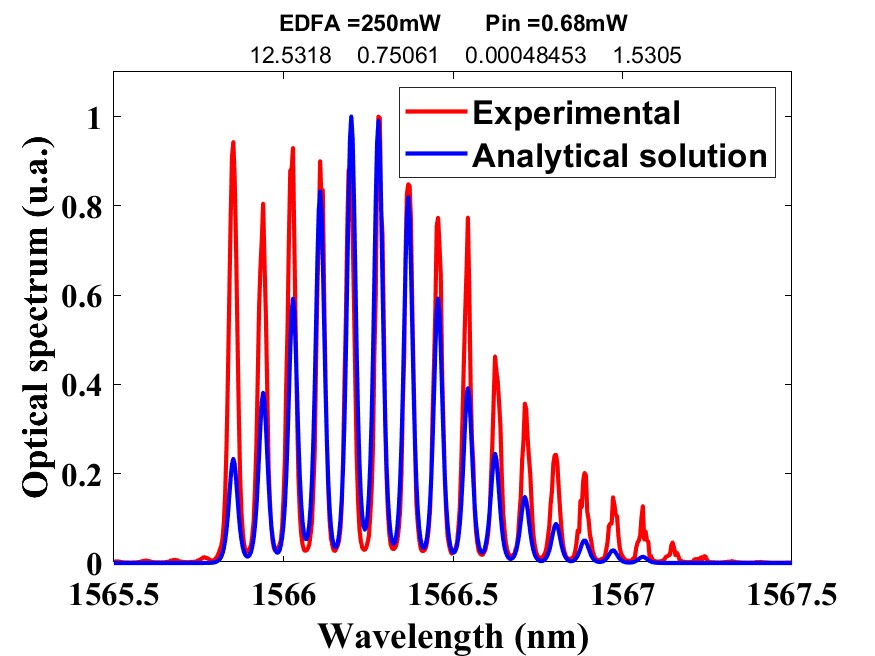 EDFA =250mW Pin =0.68mW
12.5318 0.75061 0.00048453 1.5305
Experimental
Analytical solution
Optical spectrum (u.a.)
1
0.8
0.6
0.4
0.2
0
1565.5 1566 1566.5 1567 1567.5
Wavelength (nm)